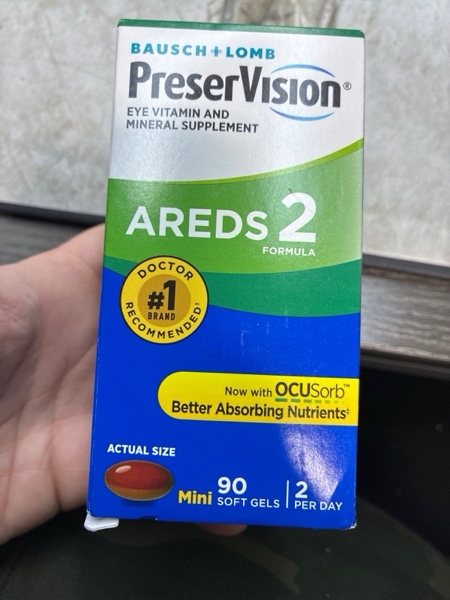 BAUSCH + LOMB
PreserVision®
EYE VITAMIN AND
MINERAL SUPPLEMENT
AREDS 2
FORMULA
DOCTOR
#1
BRAND
RECOMMENDED†
Now with OCUSorb™
Better Absorbing Nutrients‡
ACTUAL SIZE
Mini 90 SOFT GELS | 2 PER DAY